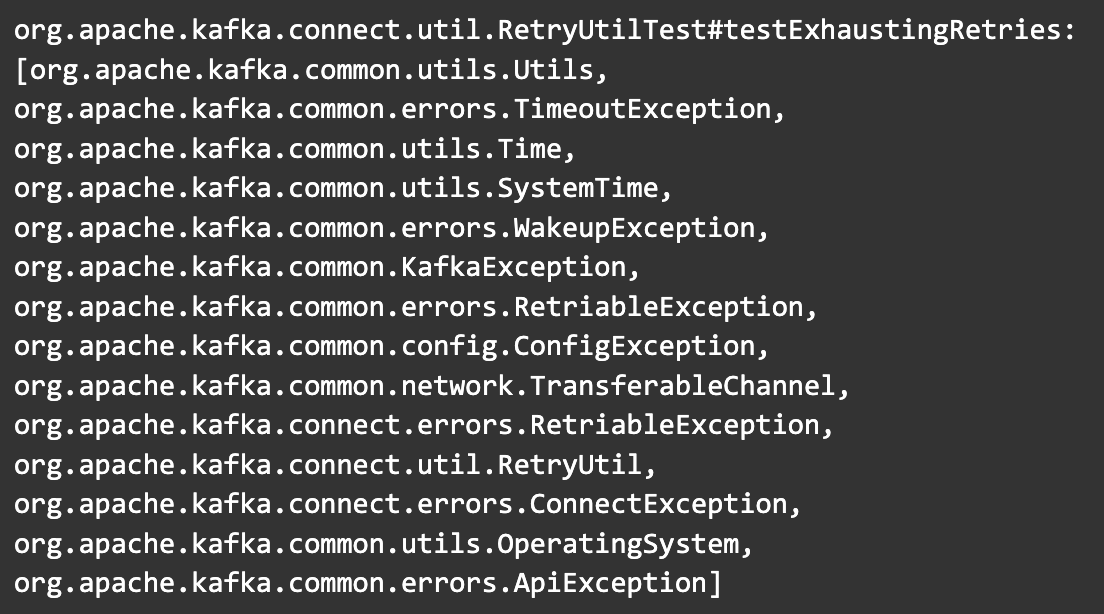 org.apache.kafka.connect.util.RetryUtilTest#testExhaustingRetries:
[org.apache.kafka.common.utils.Utils,
org.apache.kafka.common.errors.TimeoutException,
org.apache.kafka.common.utils.Time,
org.apache.kafka.common.utils.SystemTime,
org.apache.kafka.common.errors.WakeupException,
org.apache.kafka.common.KafkaException,
org.apache.kafka.common.errors.RetriableException,
org.apache.kafka.common.config.ConfigException,
org.apache.kafka.common.network.TransferableChannel,
org.apache.kafka.connect.errors.RetriableException,
org.apache.kafka.connect.util.RetryUtil,
org.apache.kafka.connect.errors.ConnectException,
org.apache.kafka.common.utils.OperatingSystem,
org.apache.kafka.common.errors.ApiException]